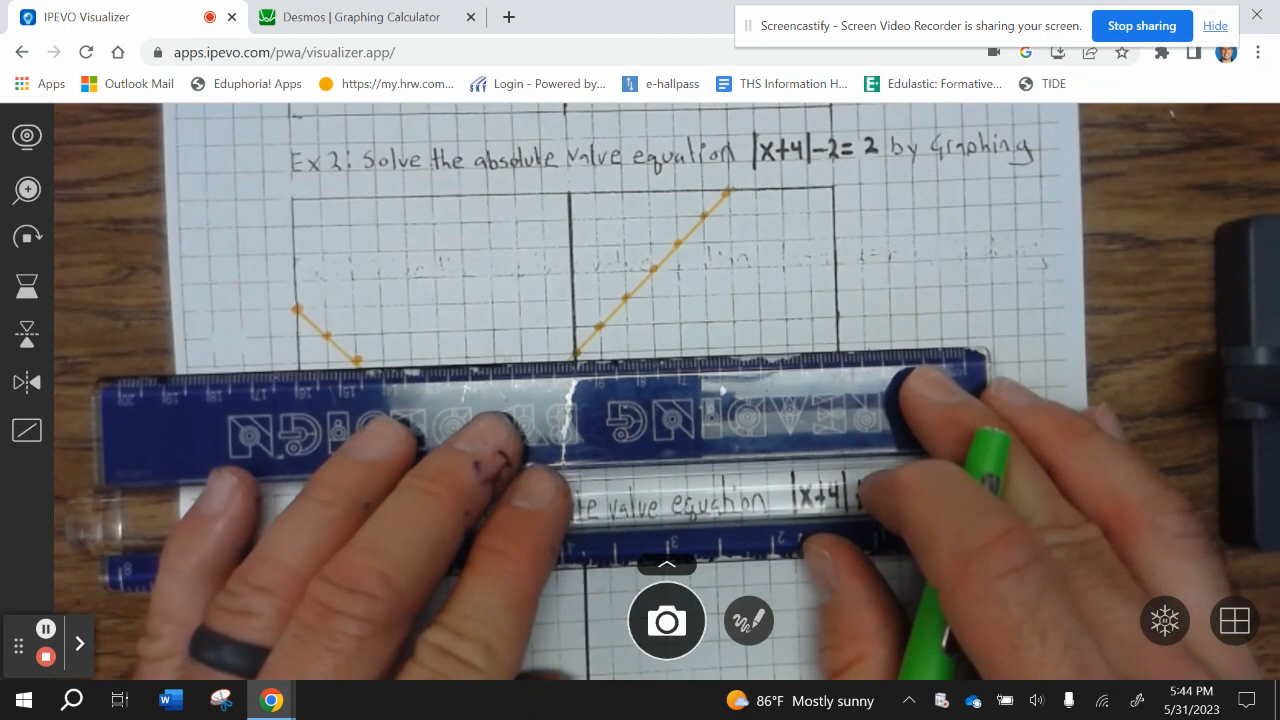 IPEVO Visualizer
Desmos | Graphing Calculator
Screencastify - Screen Video Recorder is sharing your screen.
Stop sharing
Hide
apps.ipevo.com/pwa/visualizer.app/
Apps
Outlook Mail
Eduphoria! Apps
https://my.hrw.com...
Login - Powered by...
e-hallpass
THS Information H...
Edulastic: Formative...
TIDE
Ex 2: Solve the absolute value equation |x+4|-2=2 by Graphing
value equation |x+4|
86°F Mostly sunny
5:44 PM
5/31/2023